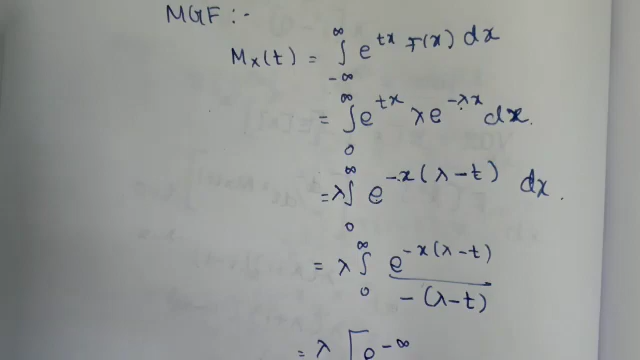 MGF :-
Mx(t) = ∫_{-∞}^{∞} e^{tx} f(x) dx
= ∫_{0}^{∞} e^{tx} λe^{-λx} dx.
= λ∫_{0}^{∞} e^{-x(λ-t)} dx.
= λ ∫_{0}^{∞} e^{-x(λ-t)} / -(λ-t)
= λ [e^{-∞}